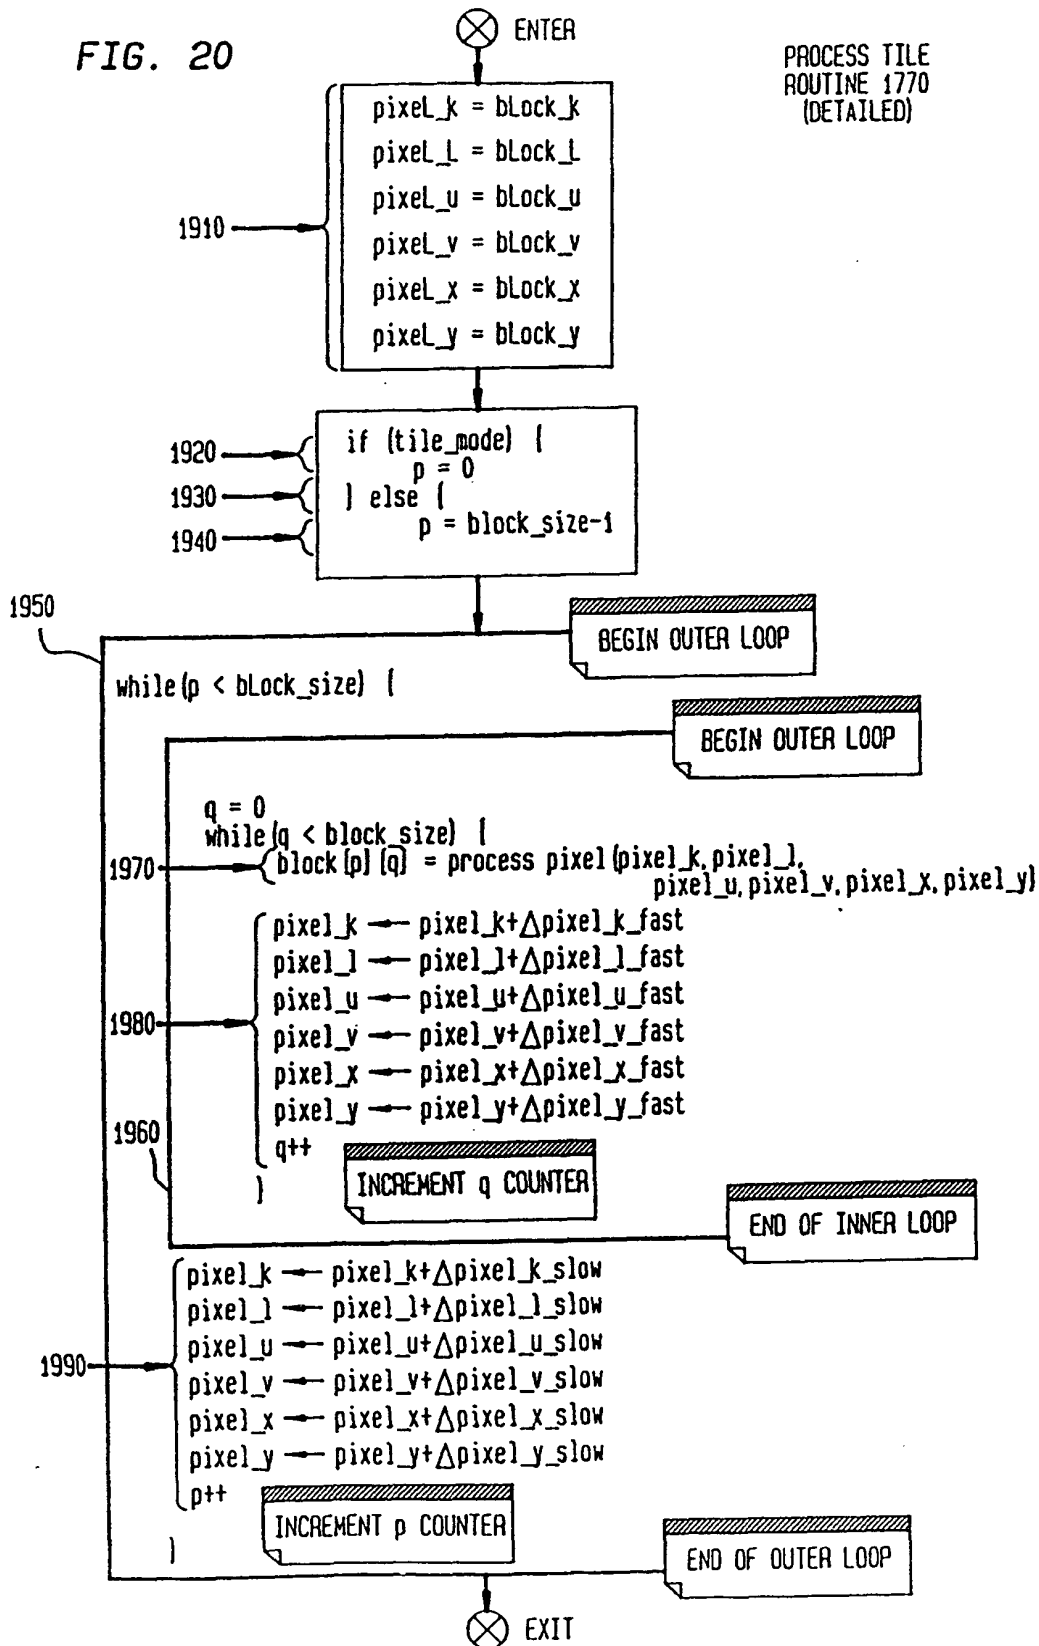 FIG. 20
ENTER
PROCESS TILE
ROUTINE 1770
(DETAILED)
pixeL_k = bLock_k
pixeL_L = bLock_L
pixeL_u = bLock_u
pixeL_v = bLock_v
pixeL_x = bLock_x
pixeL_y = bLock_y
1910
1920
if (tile_mode) {
p = 0
1930
} else {
1940
p = block_size-1
1950
BEGIN OUTER LOOP
while(p < bLock_size) {
BEGIN OUTER LOOP
q = 0
while(q < block_size) {
1970
block(p)(q) = process pixel(pixel_k, pixel_l,
pixel_u, pixel_v, pixel_x, pixel_y)
pixel_k ← pixel_k+Δpixel_k_fast
pixel_l ← pixel_l+Δpixel_l_fast
pixel_u ← pixel_u+Δpixel_u_fast
1980
pixel_v ← pixel_v+Δpixel_v_fast
pixel_x ← pixel_x+Δpixel_x_fast
pixel_y ← pixel_y+Δpixel_y_fast
1960
q++
}
INCREMENT q COUNTER
END OF INNER LOOP
pixel_k ← pixel_k+Δpixel_k_slow
pixel_l ← pixel_l+Δpixel_l_slow
pixel_u ← pixel_u+Δpixel_u_slow
1990
pixel_v ← pixel_v+Δpixel_v_slow
pixel_x ← pixel_x+Δpixel_x_slow
pixel_y ← pixel_y+Δpixel_y_slow
p++
INCREMENT p COUNTER
}
END OF OUTER LOOP
EXIT